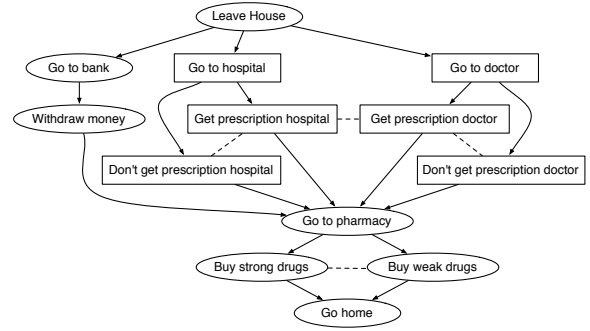 Leave House
Go to bank
Go to hospital
Go to doctor
Withdraw money
Get prescription hospital
Get prescription doctor
Don't get prescription hospital
Don't get prescription doctor
Go to pharmacy
Buy strong drugs
Buy weak drugs
Go home